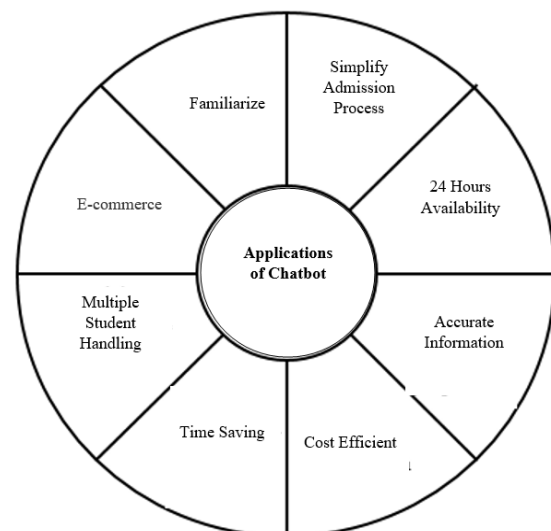 Simplify
Admission
Process
Familiarize
24 Hours
Availability
E-commerce
Applications
of Chatbot
Multiple
Student
Handling
Accurate
Information
Time Saving
Cost Efficient